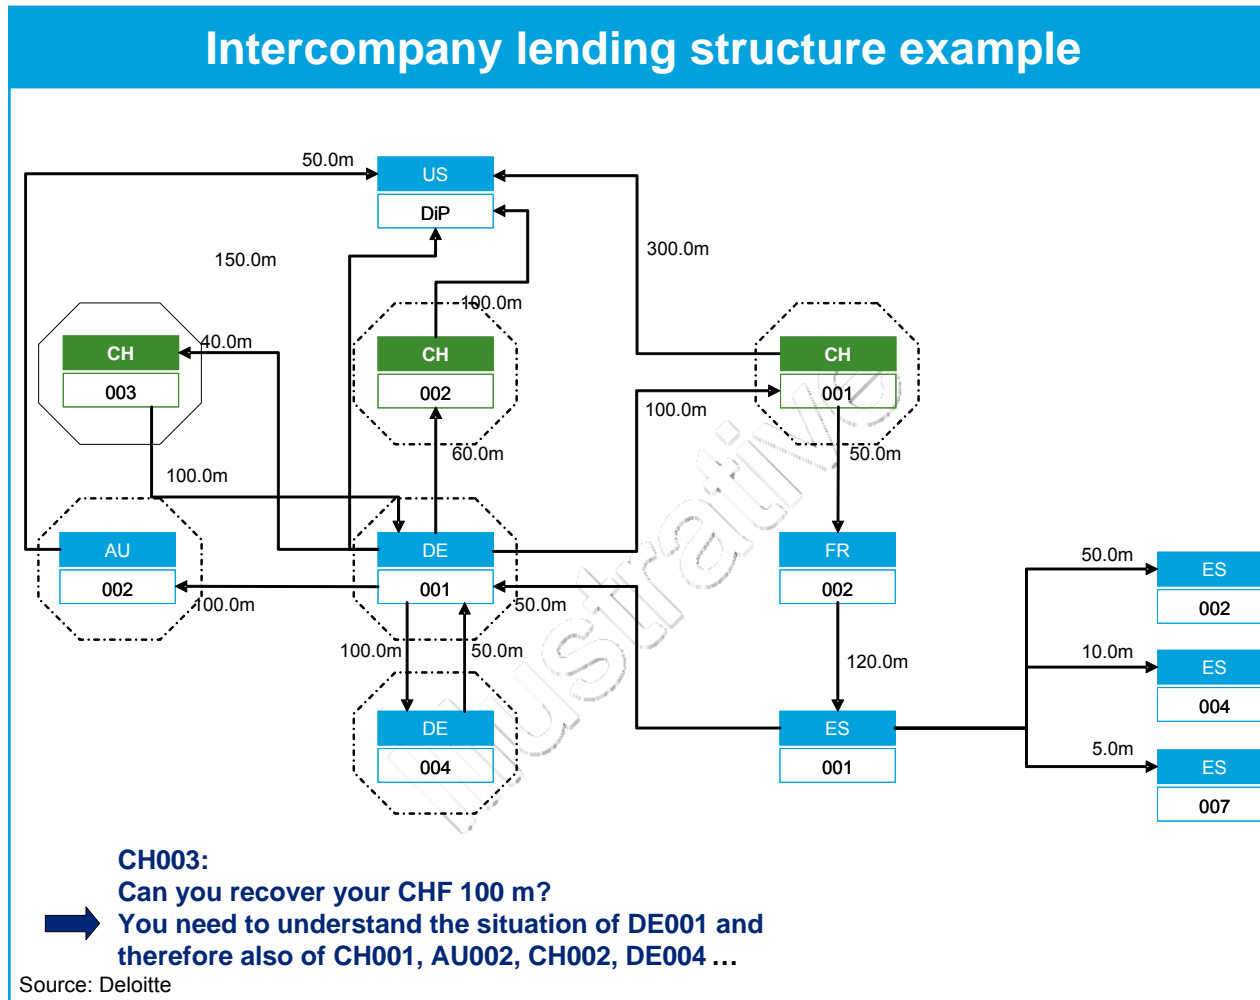 Intercompany lending structure example
50.0m
US
DiP
150.0m
300.0m
100.0m
40.0m
CH
003
CH
002
CH
001
100.0m
60.0m
50.0m
100.0m
AU
002
DE
001
FR
002
50.0m
ES
002
100.0m
50.0m
100.0m
50.0m
120.0m
10.0m
ES
004
DE
004
ES
001
5.0m
ES
007
Illustrative
CH003:
Can you recover your CHF 100 m?
You need to understand the situation of DE001 and
therefore also of CH001, AU002, CH002, DE004 …
Source: Deloitte